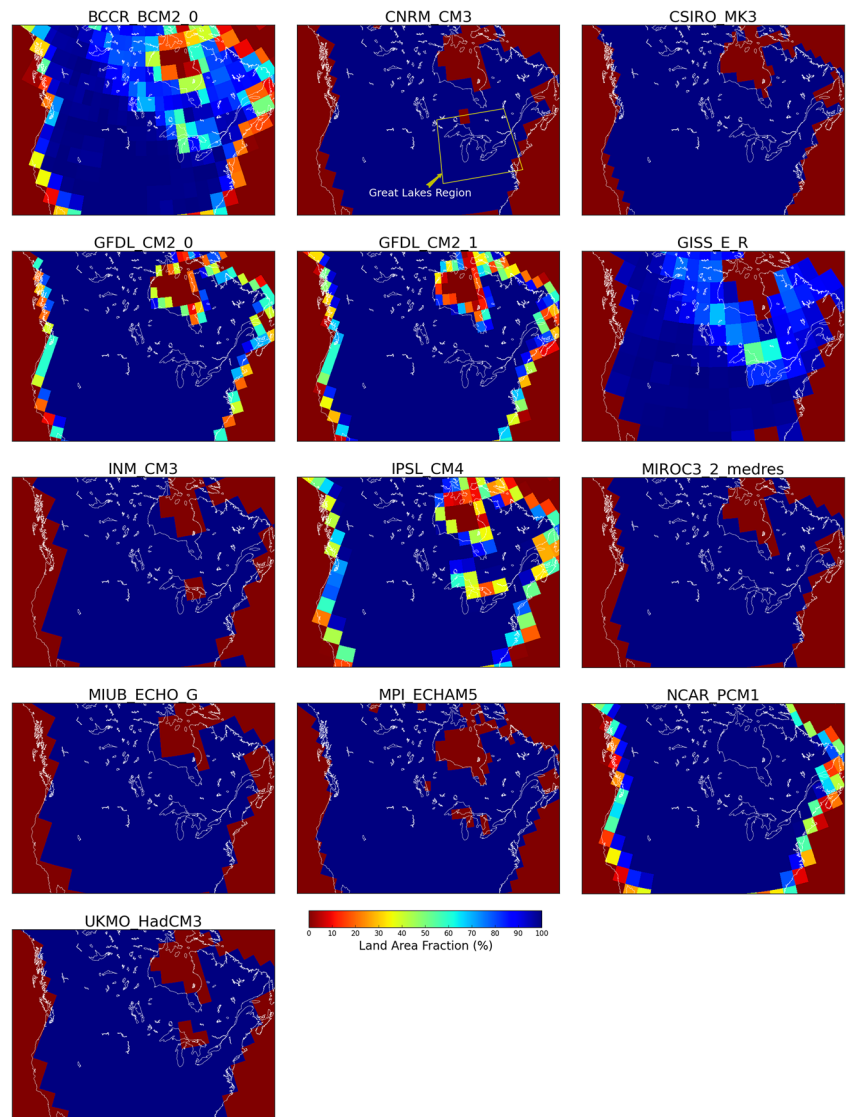 BCCR_BCM2_0 CNRM_CM3 CSIRO_MK3
Great Lakes Region
GFDL_CM2_0 GFDL_CM2_1 GISS_E_R
INM_CM3 IPSL_CM4 MIROC3_2_medres
MIUB_ECHO_G MPI_ECHAM5 NCAR_PCM1
UKMO_HadCM3
0 10 20 30 40 50 60 70 80 90 100
Land Area Fraction (%)